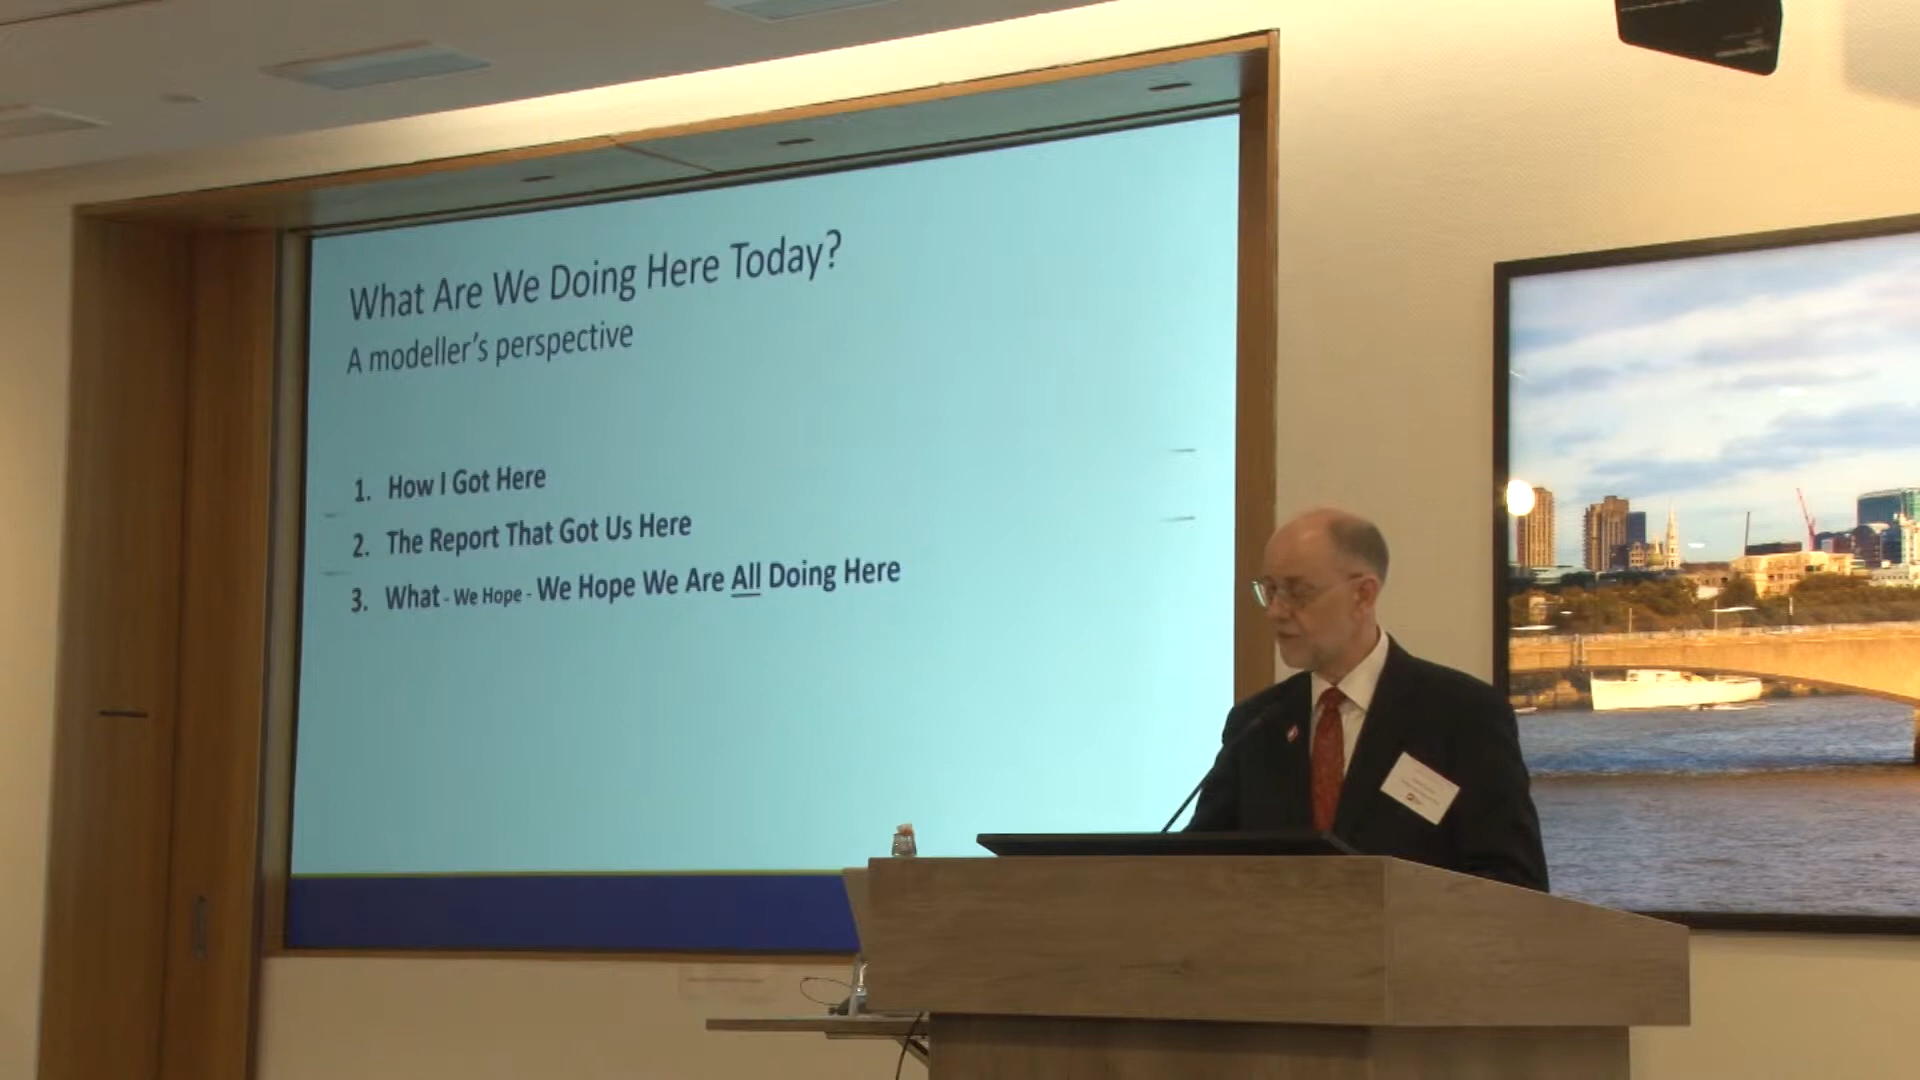 What Are We Doing Here Today?
A modeller's perspective
1. How I Got Here
2. The Report That Got Us Here
3. What - We Hope - We Hope We Are All Doing Here